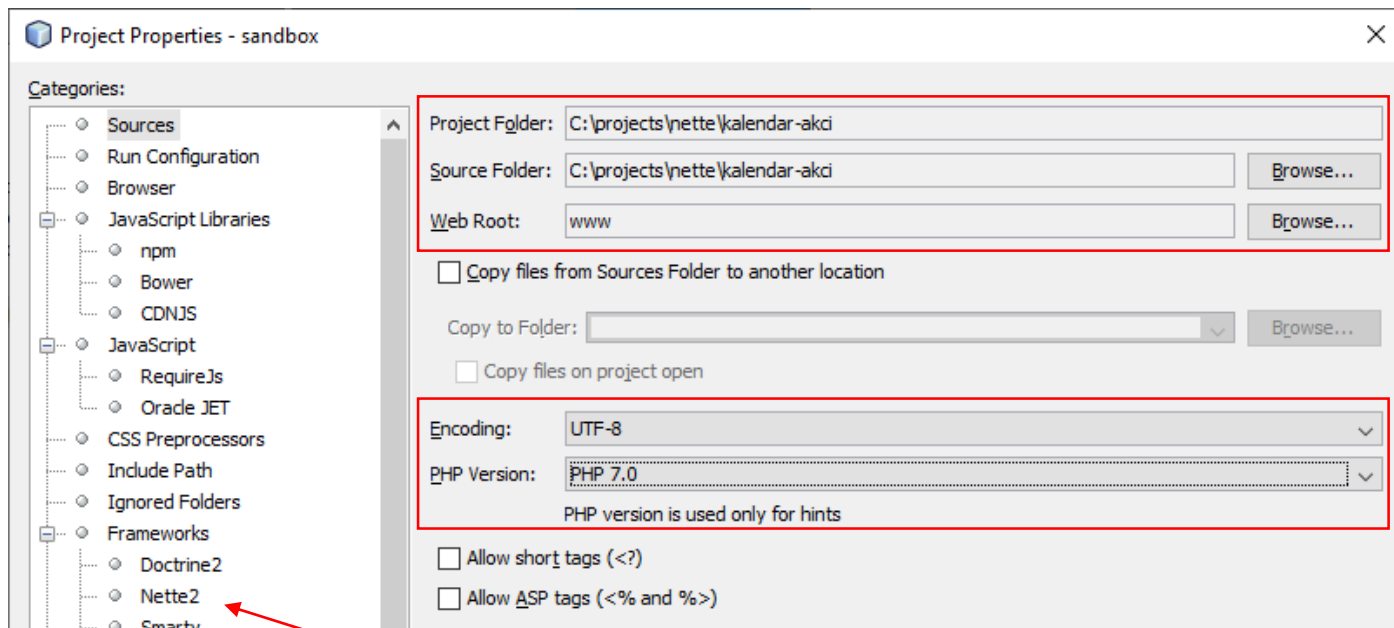 Project Properties - sandbox
Categories:
Sources
Run Configuration
Browser
JavaScript Libraries
npm
Bower
CDNJS
JavaScript
RequireJs
Oracle JET
CSS Preprocessors
Include Path
Ignored Folders
Frameworks
Doctrine2
Nette2
Smarty
Project Folder: C:\projects\nette\kalendar-akci
Source Folder: C:\projects\nette\kalendar-akci Browse...
Web Root: www Browse...
Copy files from Sources Folder to another location
Copy to Folder: Browse...
Copy files on project open
Encoding: UTF-8
PHP Version: PHP 7.0
PHP version is used only for hints
Allow short tags (<?)
Allow ASP tags (<% and %>)